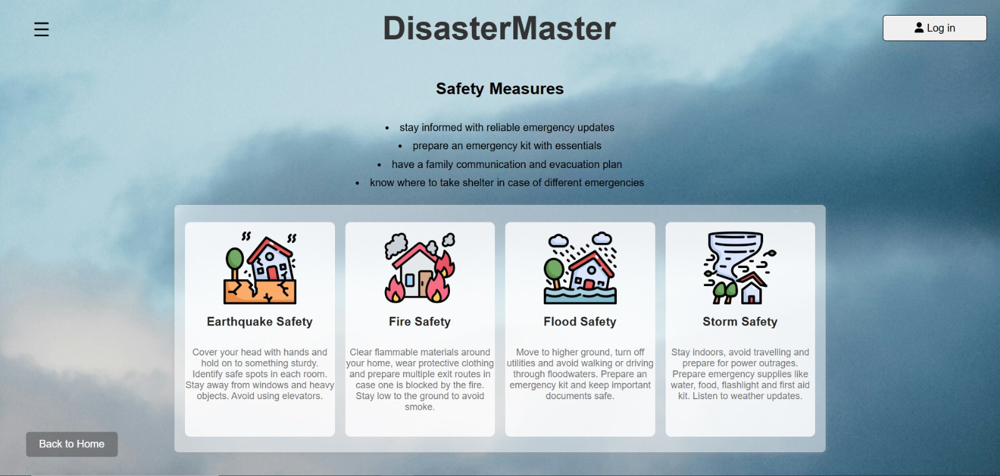 ☰
DisasterMaster
Log in
Safety Measures
• stay informed with reliable emergency updates
• prepare an emergency kit with essentials
• have a family communication and evacuation plan
• know where to take shelter in case of different emergencies
Earthquake Safety
Cover your head with hands and
hold on to something sturdy.
Identify safe spots in each room.
Stay away from windows and heavy
objects. Avoid using elevators.
Fire Safety
Clear flammable materials around
your home, wear protective clothing
and prepare multiple exit routes in
case one is blocked by the fire.
Stay low to the ground to avoid
smoke.
Flood Safety
Move to higher ground, turn off
utilities and avoid walking or driving
through floodwaters. Prepare an
emergency kit and keep important
documents safe.
Storm Safety
Stay indoors, avoid travelling and
prepare for power outrages.
Prepare emergency supplies like
water, food, flashlight and first aid
kit. Listen to weather updates.
Back to Home